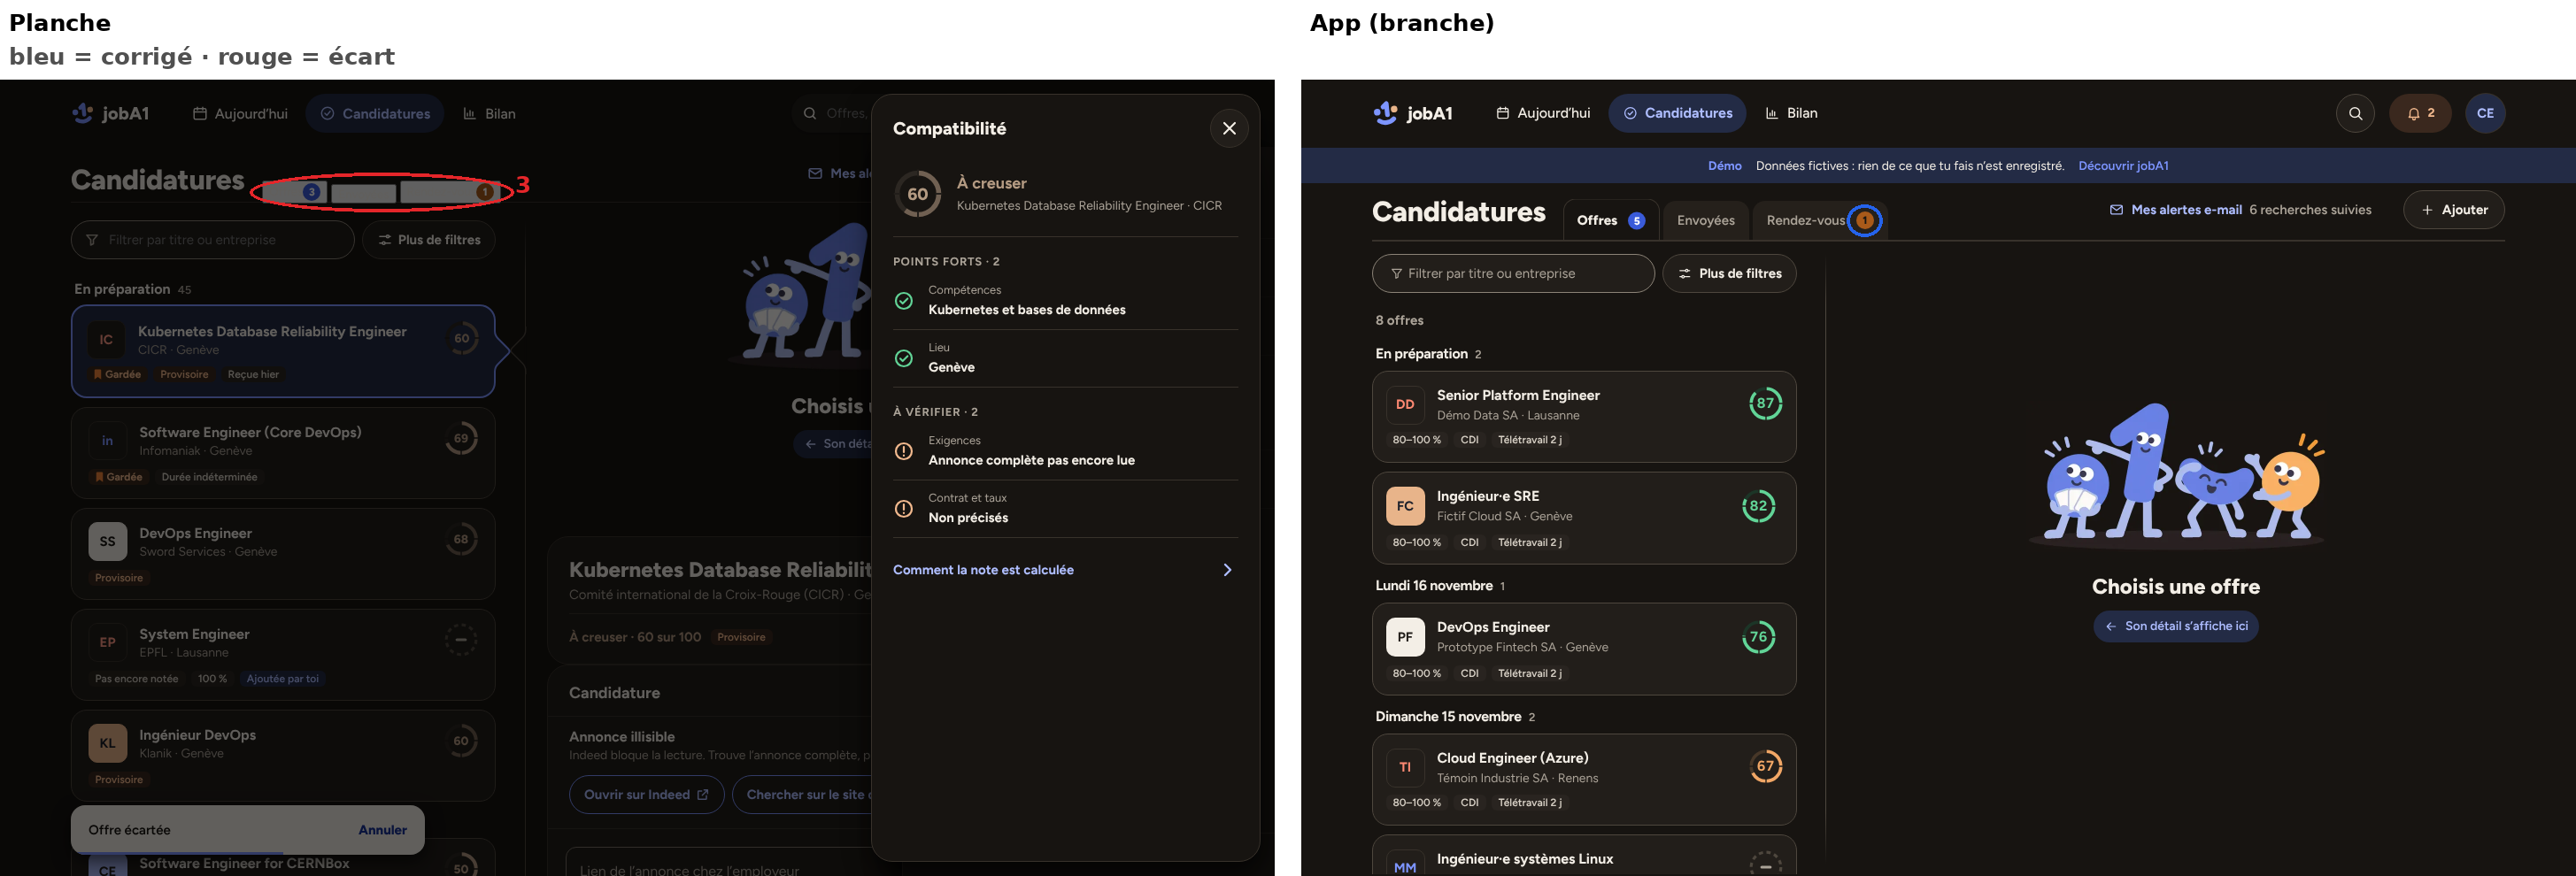 Planche
bleu = corrigé · rouge = écart
jobA1
Aujourd'hui
Candidatures
Bilan
Offres,
Candidatures
3
1
3
Mes al
Filtrer par titre ou entreprise
Plus de filtres
En préparation 45
IC
Kubernetes Database Reliability Engineer
CICR · Genève
60
Gardée
Provisoire
Reçue hier
in
Software Engineer (Core DevOps)
Infomaniak · Genève
69
Gardée
Durée indéterminée
SS
DevOps Engineer
Sword Services · Genève
68
Provisoire
EP
System Engineer
EPFL · Lausanne
Pas encore notée
100 %
Ajoutée par toi
KL
Ingénieur DevOps
Klanik · Genève
60
Provisoire
Offre écartée
Annuler
CE
Software Engineer for CERNBox
50
Choisis
Son déta
Kubernetes Database Reliabilit
Comité international de la Croix-Rouge (CICR) · Ge
À creuser · 60 sur 100
Provisoire
Candidature
Annonce illisible
Indeed bloque la lecture. Trouve l'annonce complète, p
Ouvrir sur Indeed
Chercher sur le site
Lien de l'annonce chez l'employeur
Compatibilité
60
À creuser
Kubernetes Database Reliability Engineer · CICR
POINTS FORTS · 2
Compétences
Kubernetes et bases de données
Lieu
Genève
À VÉRIFIER · 2
Exigences
Annonce complète pas encore lue
Contrat et taux
Non précisés
Comment la note est calculée
App (branche)
jobA1
Aujourd'hui
Candidatures
Bilan
2
CE
Démo Données fictives : rien de ce que tu fais n'est enregistré. Découvrir jobA1
Candidatures
Offres 5
Envoyées
Rendez-vous 1
Mes alertes e-mail 6 recherches suivies
Ajouter
Filtrer par titre ou entreprise
Plus de filtres
8 offres
En préparation 2
DD
Senior Platform Engineer
Démo Data SA · Lausanne
87
80–100 %
CDI
Télétravail 2 j
FC
Ingénieur·e SRE
Fictif Cloud SA · Genève
82
80–100 %
CDI
Télétravail 2 j
Lundi 16 novembre 1
PF
DevOps Engineer
Prototype Fintech SA · Genève
76
80–100 %
CDI
Télétravail 2 j
Dimanche 15 novembre 2
TI
Cloud Engineer (Azure)
Témoin Industrie SA · Renens
67
80–100 %
CDI
Télétravail 2 j
MM
Ingénieur·e systèmes Linux
Choisis une offre
Son détail s'affiche ici